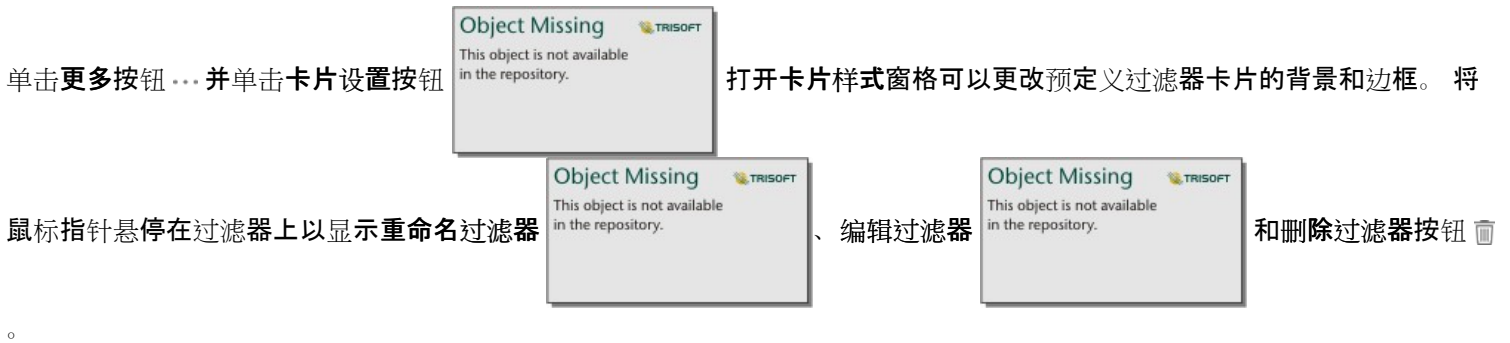 单击更多按钮 ··· 并单击卡片设置按钮 Object Missing TRISOFT This object is not available in the repository. 打开卡片样式窗格可以更改预定义过滤器卡片的背景和边框。 将
鼠标指针悬停在过滤器上以显示重命名过滤器 Object Missing TRISOFT This object is not available in the repository. 、编辑过滤器 Object Missing TRISOFT This object is not available in the repository. 和删除过滤器按钮
。